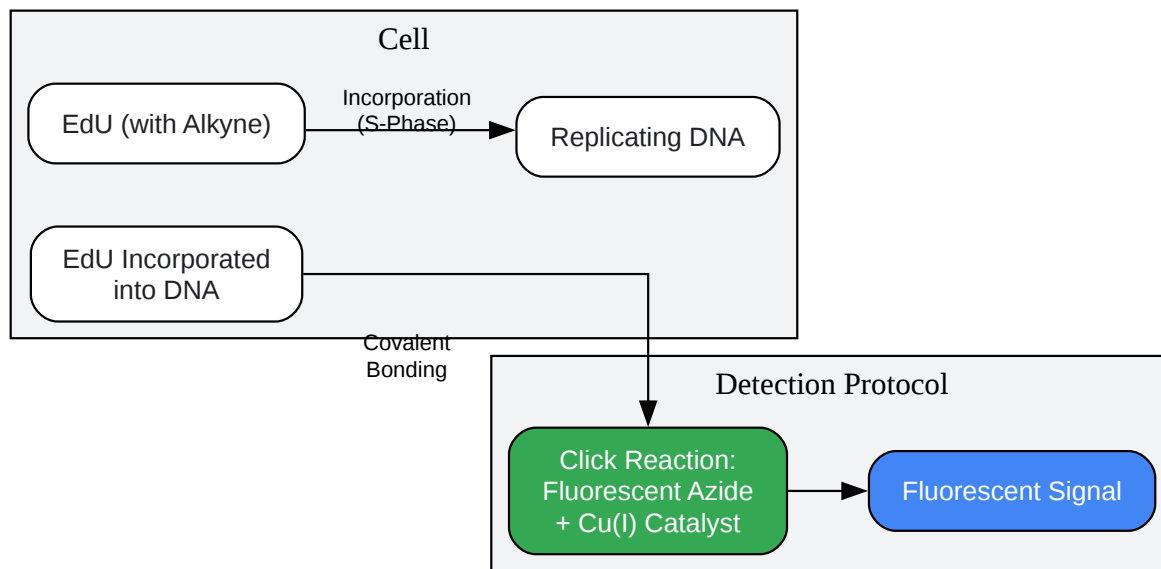 Cell
EdU (with Alkyne)
Incorporation
(S-Phase)
Replicating DNA
EdU Incorporated
into DNA
Covalent
Bonding
Detection Protocol
Click Reaction:
Fluorescent Azide
+ Cu(I) Catalyst
Fluorescent Signal